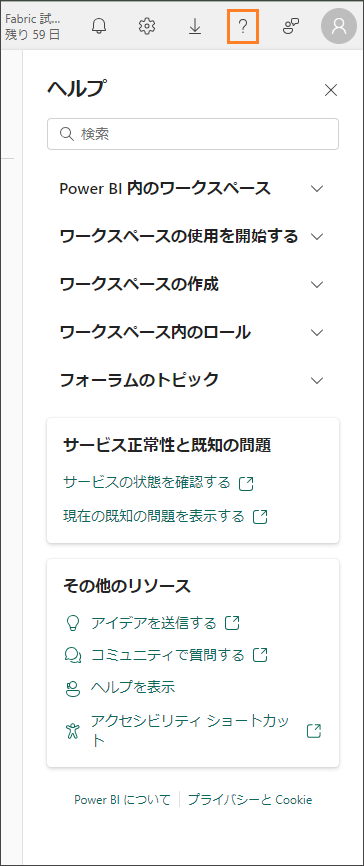 Fabric 試...
残り 59 日
?
ヘルプ
検索
Power BI 内のワークスペース
ワークスペースの使用を開始する
ワークスペースの作成
ワークスペース内のロール
フォーラムのトピック
サービス正常性と既知の問題
サービスの状態を確認する
現在の既知の問題を表示する
その他のリソース
アイデアを送信する
コミュニティで質問する
ヘルプを表示
アクセシビリティ ショートカッ
ト
Power BI について プライバシーと Cookie